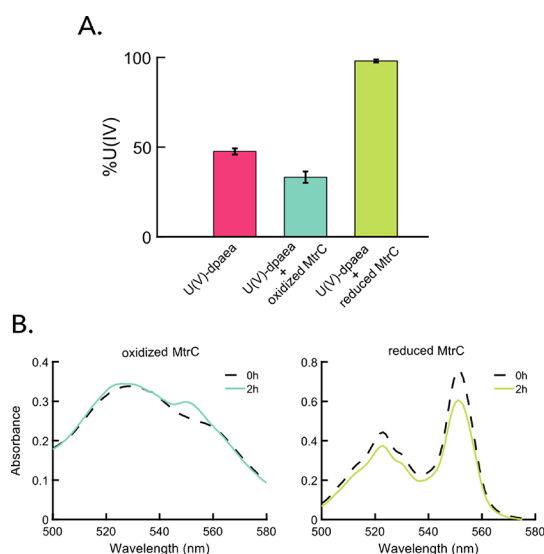 A.
%U(IV)
100
50
0
U(V)-dpaea
U(V)-dpaea
+
oxidized MtrC
U(V)-dpaea
+
reduced MtrC
B.
oxidized MtrC
Absorbance
0.4
0.3
0.2
0.1
0
500
520
540
560
580
Wavelength (nm)
0h
2h
reduced MtrC
0.8
0.6
0.4
0.2
0
500
520
540
560
580
Wavelength (nm)
0h
2h